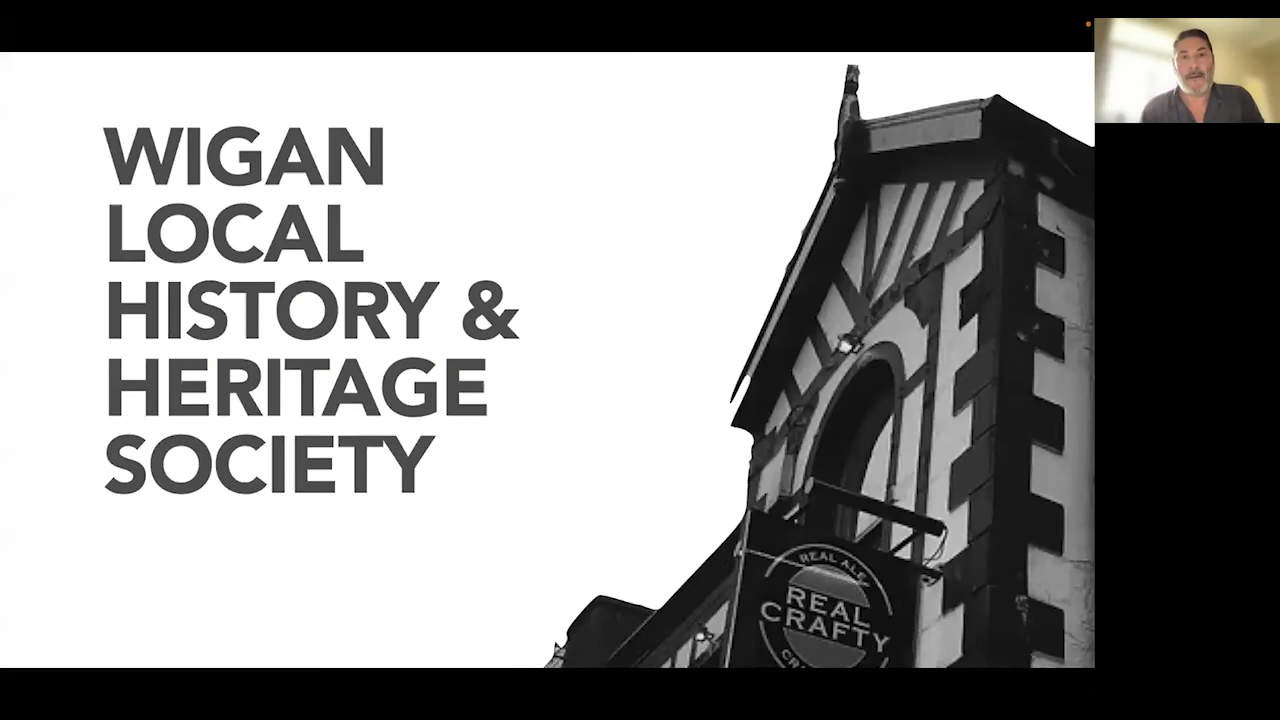 WIGAN
LOCAL
HISTORY &
HERITAGE
SOCIETY
REAL ALE
REAL
CRAFTY